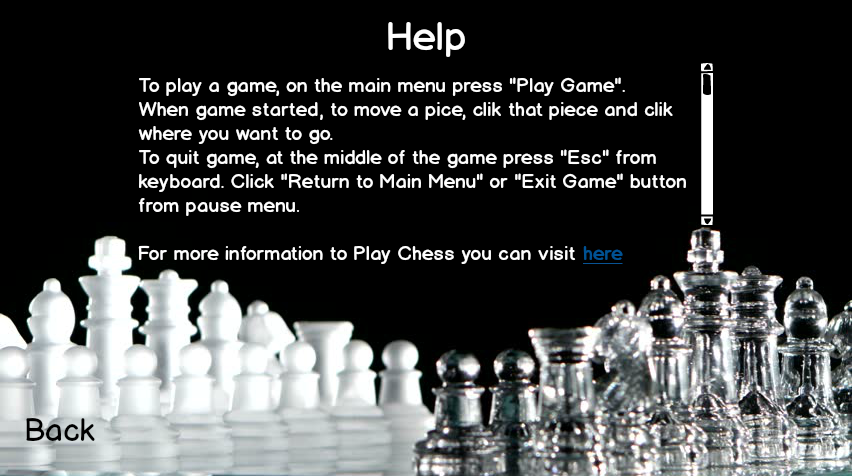 Help
To play a game, on the main menu press "Play Game".
When game started, to move a pice, clik that piece and clik
where you want to go.
To quit game, at the middle of the game press "Esc" from
keyboard. Click "Return to Main Menu" or "Exit Game" button
from pause menu.
For more information to Play Chess you can visit here
Back